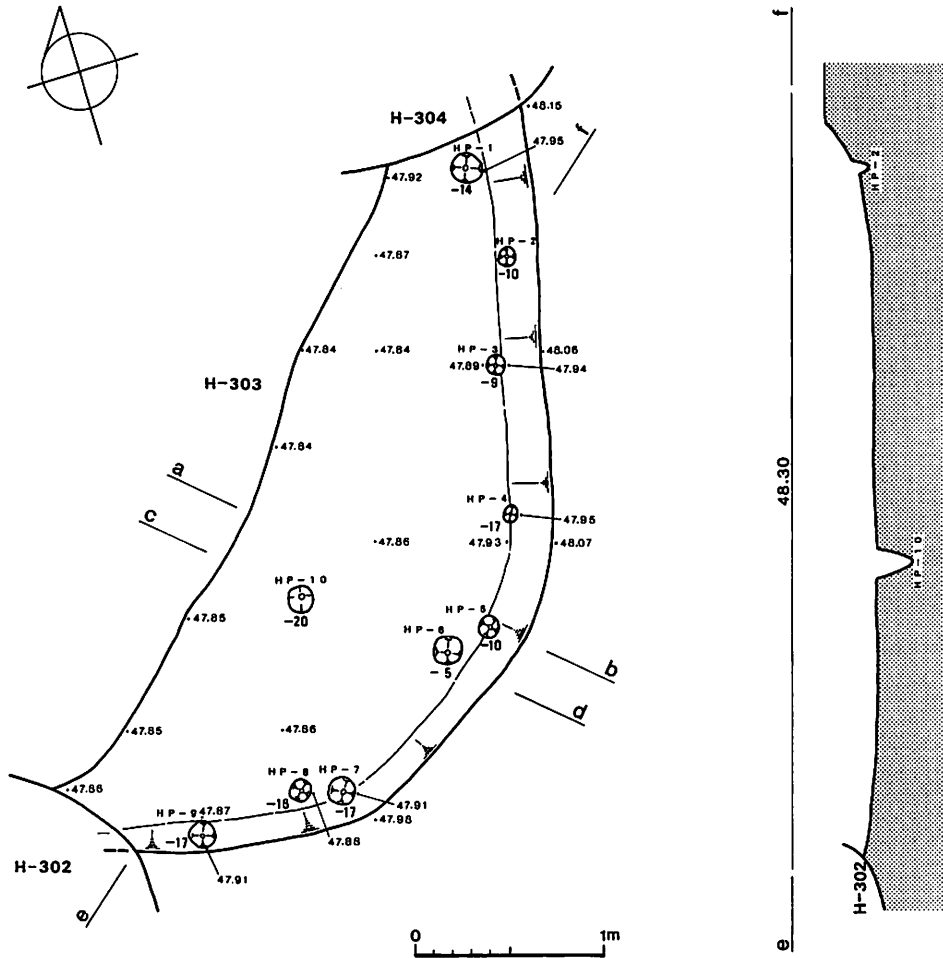 f
48.15
H-304
f
47.95
HP-1
-14
47.92
HP-2
HP-2
47.87
-10
47.84
47.84
HP-3
48.06
47.89
47.94
H-303
-9
47.84
48.30
a
HP-4
c
-17
47.95
47.86
47.93
48.07
HP-10
HP-10
-20
HP-5
47.85
HP-6
-10
-5
b
d
47.85
47.86
HP-8
HP-7
47.86
-18
-17
47.91
HP-9
47.87
47.98
-17
47.88
H-302
47.91
H-302
e
0
1m
e